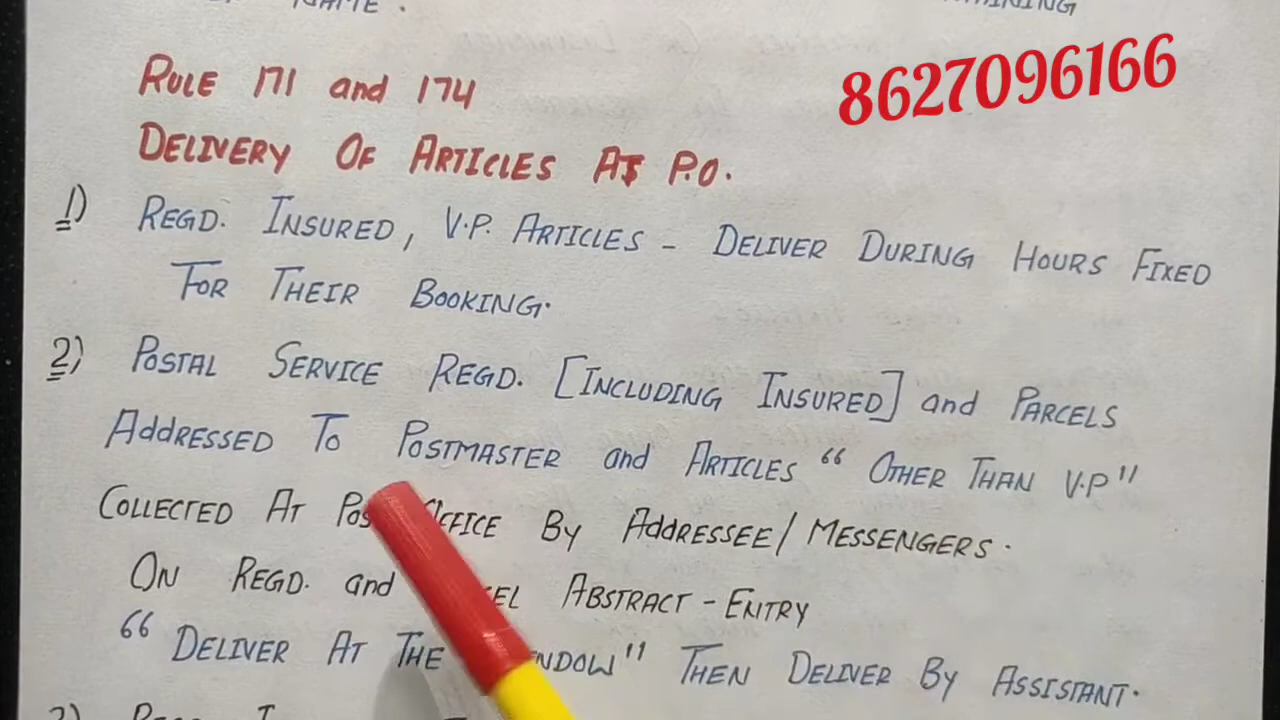 NAME.
RULE 171 and 174
8627096166
DELIVERY OF ARTICLES AT P.O.
1) REGD. INSURED, V.P. ARTICLES - DELIVER DURING HOURS FIXED
FOR THEIR BOOKING.
2) POSTAL SERVICE REGD. [INCLUDING INSURED] and PARCELS
ADDRESSED TO POSTMASTER and ARTICLES "OTHER THAN V.P"
COLLECTED AT OFFICE BY ADDRESSEE/MESSENGERS.
ON REGD. and ABSTRACT - ENTRY
"DELIVER AT THE " THEN DELIVER BY ASSISTANT.